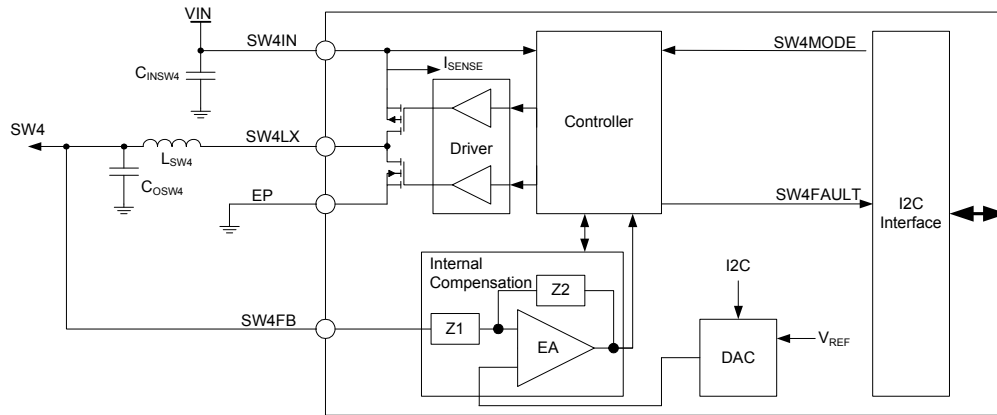 VIN
SW4IN
SW4MODE
ISENSE
CINSW4
Controller
SW4
SW4LX
Driver
LSW4
COSW4
EP
SW4FAULT
I2C
Interface
Internal
Compensation
I2C
Z2
SW4FB
Z1
EA
DAC
VREF